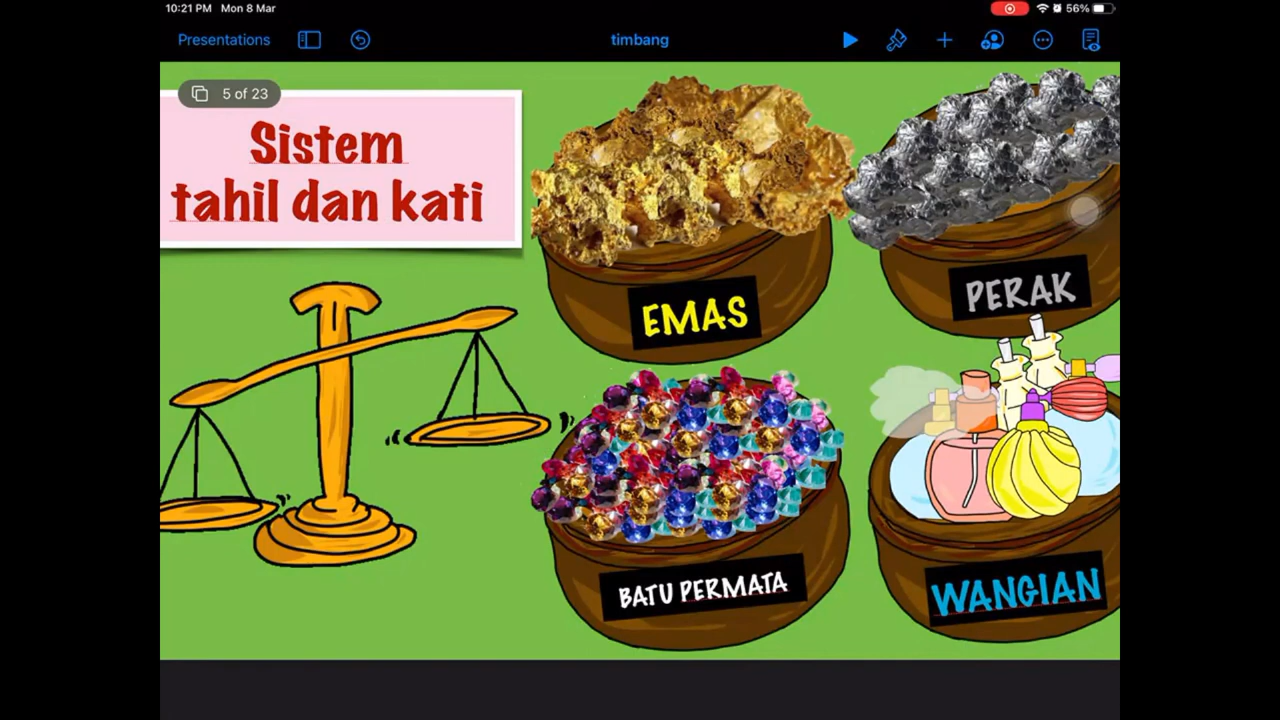 10:21 PM Mon 8 Mar
56%
Presentations
timbang
5 of 23
Sistem
tahil dan kati
EMAS
PERAK
BATU PERMATA
WANGIAN